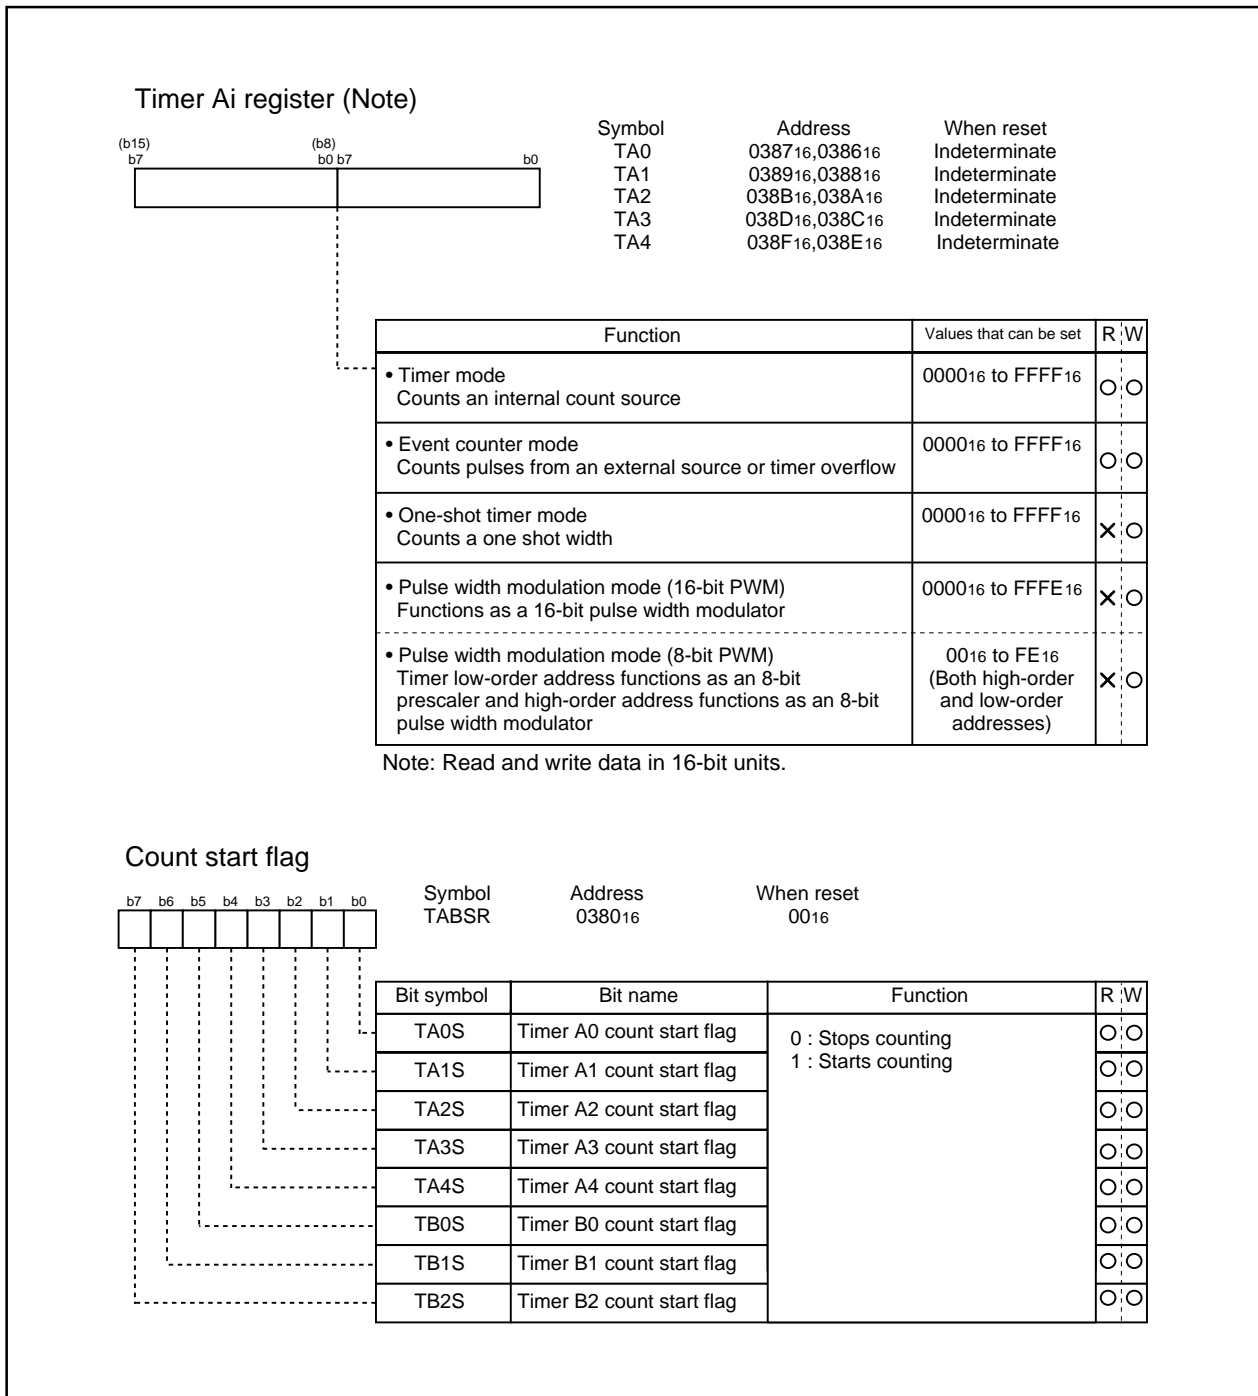 Timer Ai register (Note)
(b15) (b8)
b7 b0 b7 b0
Symbol Address When reset
TA0 038716,038616 Indeterminate
TA1 038916,038816 Indeterminate
TA2 038B16,038A16 Indeterminate
TA3 038D16,038C16 Indeterminate
TA4 038F16,038E16 Indeterminate
Function Values that can be set R W
• Timer mode 000016 to FFFF16
Counts an internal count source
• Event counter mode 000016 to FFFF16
Counts pulses from an external source or timer overflow
• One-shot timer mode 000016 to FFFF16
Counts a one shot width
• Pulse width modulation mode (16-bit PWM) 000016 to FFFE16
Functions as a 16-bit pulse width modulator
• Pulse width modulation mode (8-bit PWM) 0016 to FE16
Timer low-order address functions as an 8-bit (Both high-order
prescaler and high-order address functions as an 8-bit and low-order
pulse width modulator addresses)
Note: Read and write data in 16-bit units.
Count start flag
b7 b6 b5 b4 b3 b2 b1 b0
Symbol Address When reset
TABSR 038016 0016
Bit symbol Bit name Function R W
TA0S Timer A0 count start flag 0 : Stops counting
TA1S Timer A1 count start flag 1 : Starts counting
TA2S Timer A2 count start flag
TA3S Timer A3 count start flag
TA4S Timer A4 count start flag
TB0S Timer B0 count start flag
TB1S Timer B1 count start flag
TB2S Timer B2 count start flag